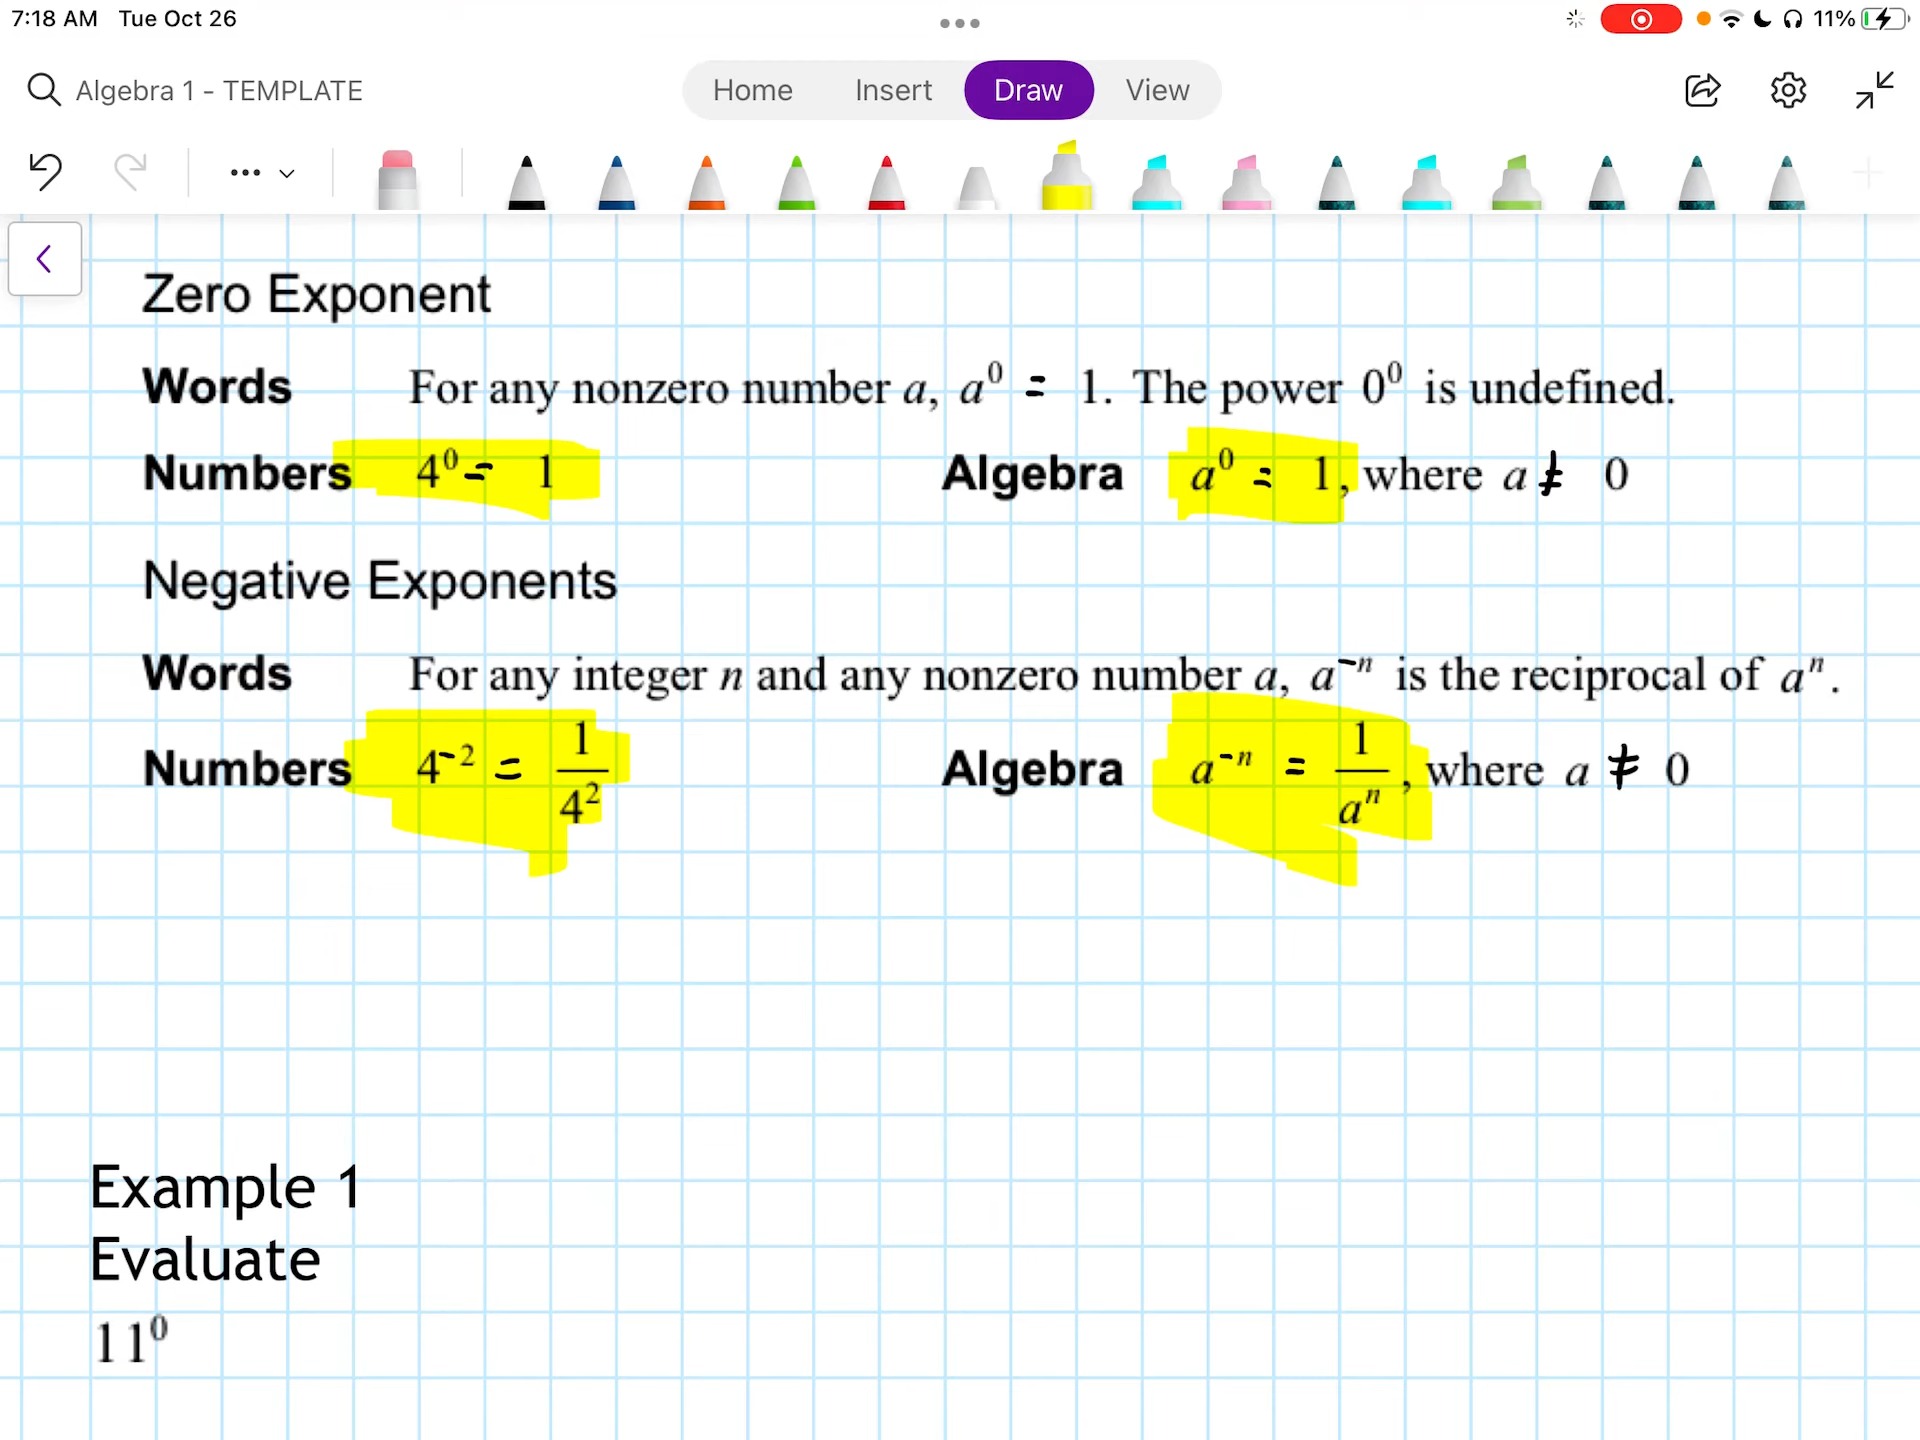 7:18 AM Tue Oct 26
11%
Algebra 1 - TEMPLATE
Home Insert Draw View
Zero Exponent
Words For any nonzero number a, a⁰ = 1. The power 0⁰ is undefined.
Numbers 4⁰ = 1 Algebra a⁰ = 1, where a ≠ 0
Negative Exponents
Words For any integer n and any nonzero number a, a⁻ⁿ is the reciprocal of aⁿ.
Numbers 4⁻² = 1/4² Algebra a⁻ⁿ = 1/aⁿ, where a ≠ 0
Example 1
Evaluate
11⁰